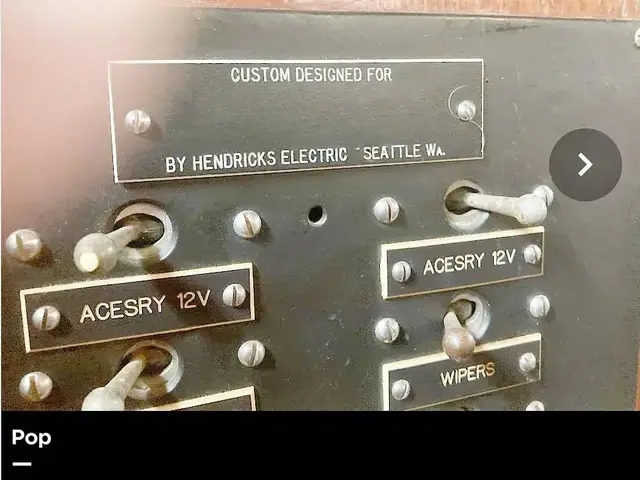 CUSTOM DESIGNED FOR
BY HENDRICKS ELECTRIC - SEATTLE WA.
ACESRY 12V
ACESRY 12V
WIPERS
Pop